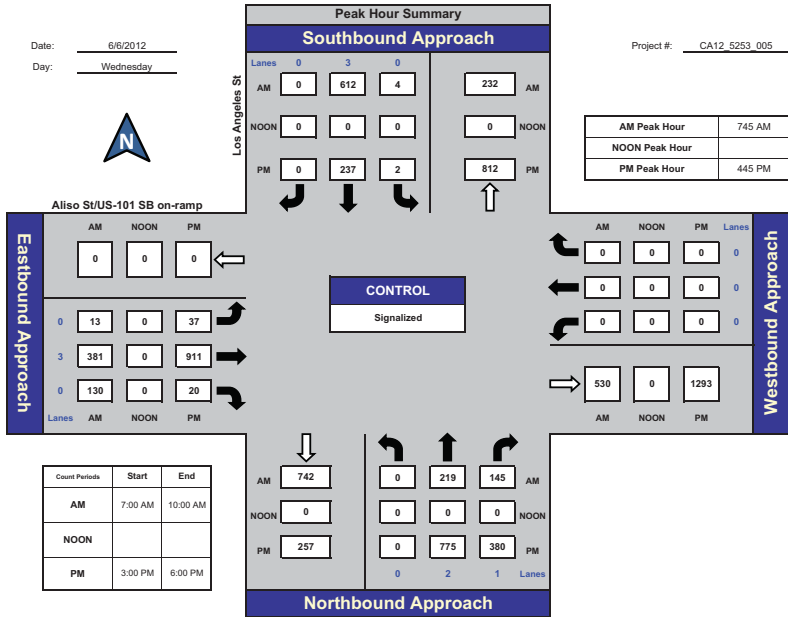 Peak Hour Summary
Southbound Approach
Date: 6/6/2012
Day: Wednesday
Project #: CA12_5253_005
N
Los Angeles St
Lanes 0 3 0
AM 0 612 4 232 AM
NOON 0 0 0 0 NOON
PM 0 237 2 812 PM
AM Peak Hour 745 AM
NOON Peak Hour
PM Peak Hour 445 PM
Aliso St/US-101 SB on-ramp
Eastbound Approach
AM NOON PM
0 0 0
0 13 0 37
3 381 0 911
0 130 0 20
Lanes AM NOON PM
CONTROL
Signalized
Westbound Approach
AM NOON PM Lanes
0 0 0 0
0 0 0 0
0 0 0 0
530 0 1293
AM NOON PM
Count Periods Start End
AM 7:00 AM 10:00 AM
NOON
PM 3:00 PM 6:00 PM
AM 742 0 219 145 AM
NOON 0 0 0 0 NOON
PM 257 0 775 380 PM
0 2 1 Lanes
Northbound Approach